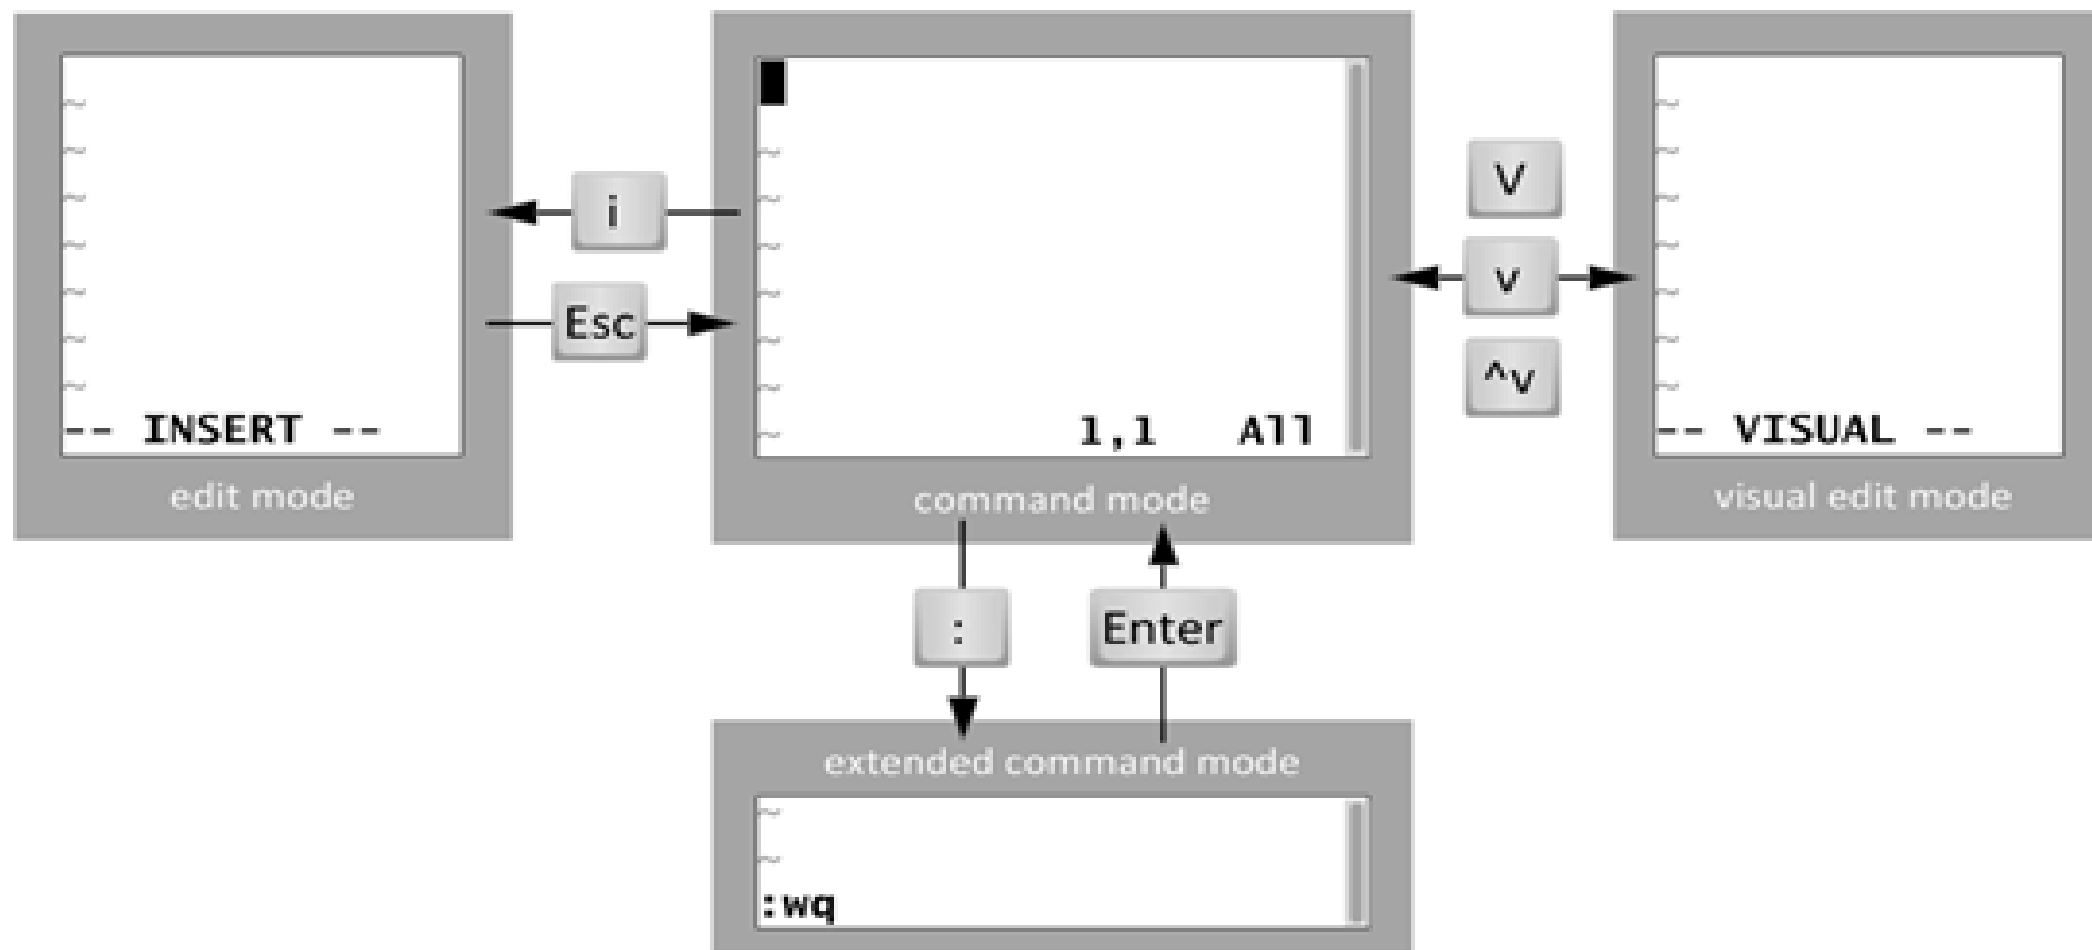 ~
~
~
~
~
~
~
-- INSERT --
edit mode
i
Esc
~
~
~
~
~
~
~
1,1 All
command mode
V
v
^v
~
~
~
~
~
~
~
-- VISUAL --
visual edit mode
:
Enter
extended command mode
~
~
:wq